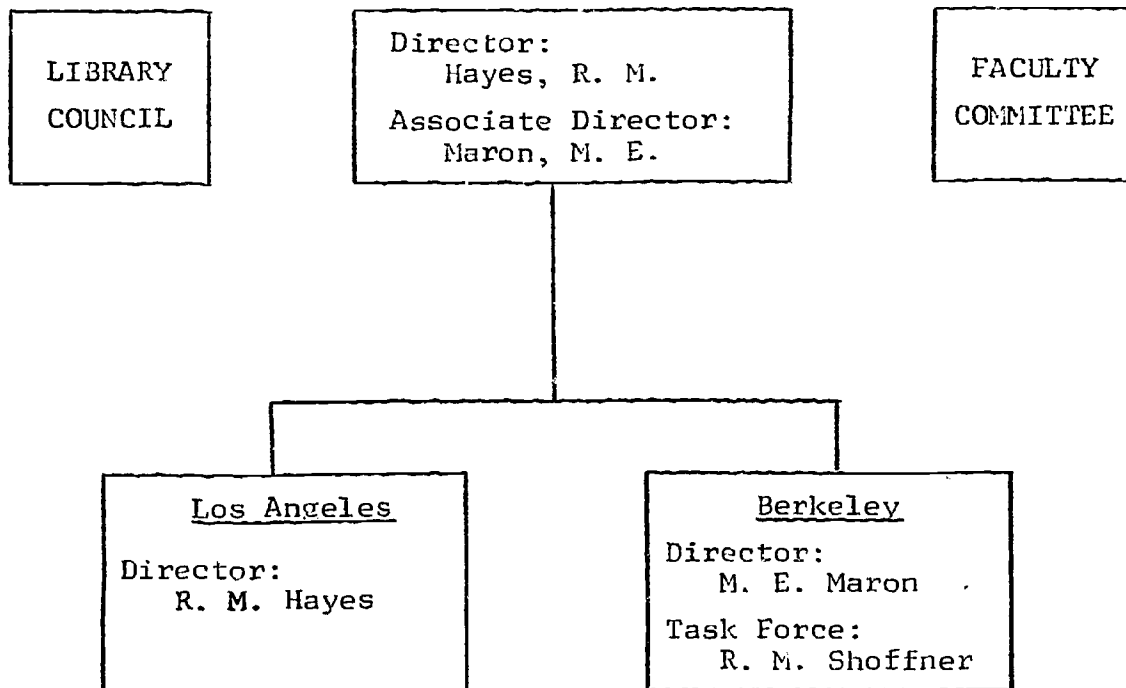 LIBRARY
COUNCIL
Director:
Hayes, R. M.
Associate Director:
Maron, M. E.
FACULTY
COMMITTEE
Los Angeles
Director:
R. M. Hayes
Berkeley
Director:
M. E. Maron
Task Force:
R. M. Shoffner